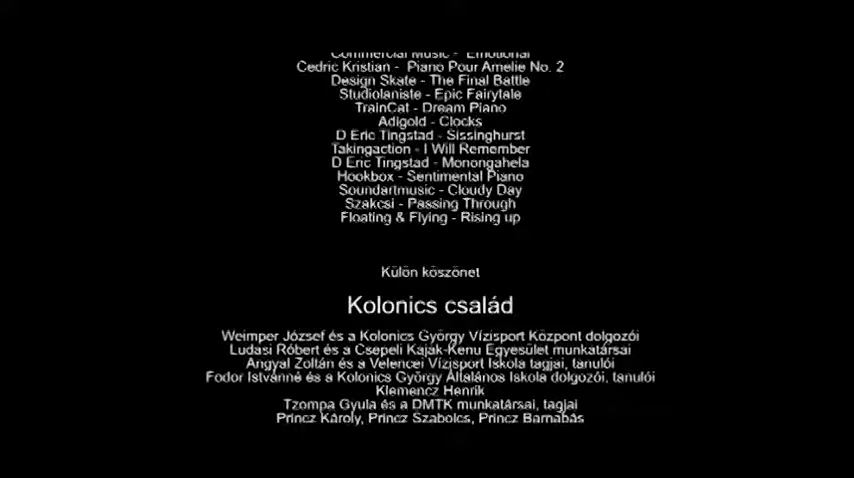 Commercial Music - Emotional
Cedric Kristian - Piano Pour Amelie No. 2
Design Skate - The Final Battle
Studiolaniste - Epic Fairytale
TrainCat - Dream Piano
Adigold - Clocks
D Eric Tingstad - Sissinghurst
Takingaction - I Will Remember
D Eric Tingstad - Monongahela
Hookbox - Sentimental Piano
Soundartmusic - Cloudy Day
Szakcsi - Passing Through
Floating & Flying - Rising up
Külön köszönet
Kolonics család
Weimper József és a Kolonics György Vízisport Központ dolgozói
Ludasi Róbert és a Csepeli Kajak-Kenu Egyesület munkatársai
Angyal Zoltán és a Velencei Vízisport Iskola tagjai, tanulói
Fodor Istvánné és a Kolonics György Általános Iskola dolgozói, tanulói
Klemencz Henrik
Tzompa Gyula és a DMTK munkatársai, tagjai
Princz Károly, Princz Szabolcs, Princz Barnabás